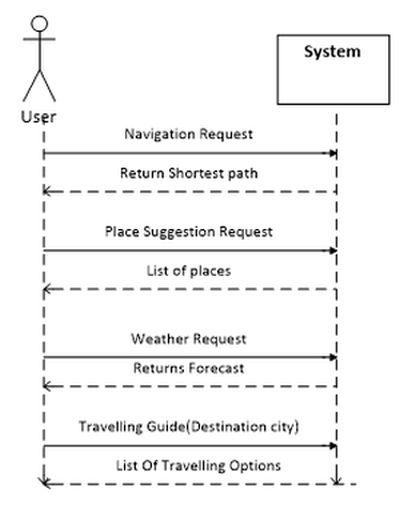 System
User
Navigation Request
Return Shortest path
Place Suggestion Request
List of places
Weather Request
Returns Forecast
Travelling Guide(Destination city)
List Of Travelling Options